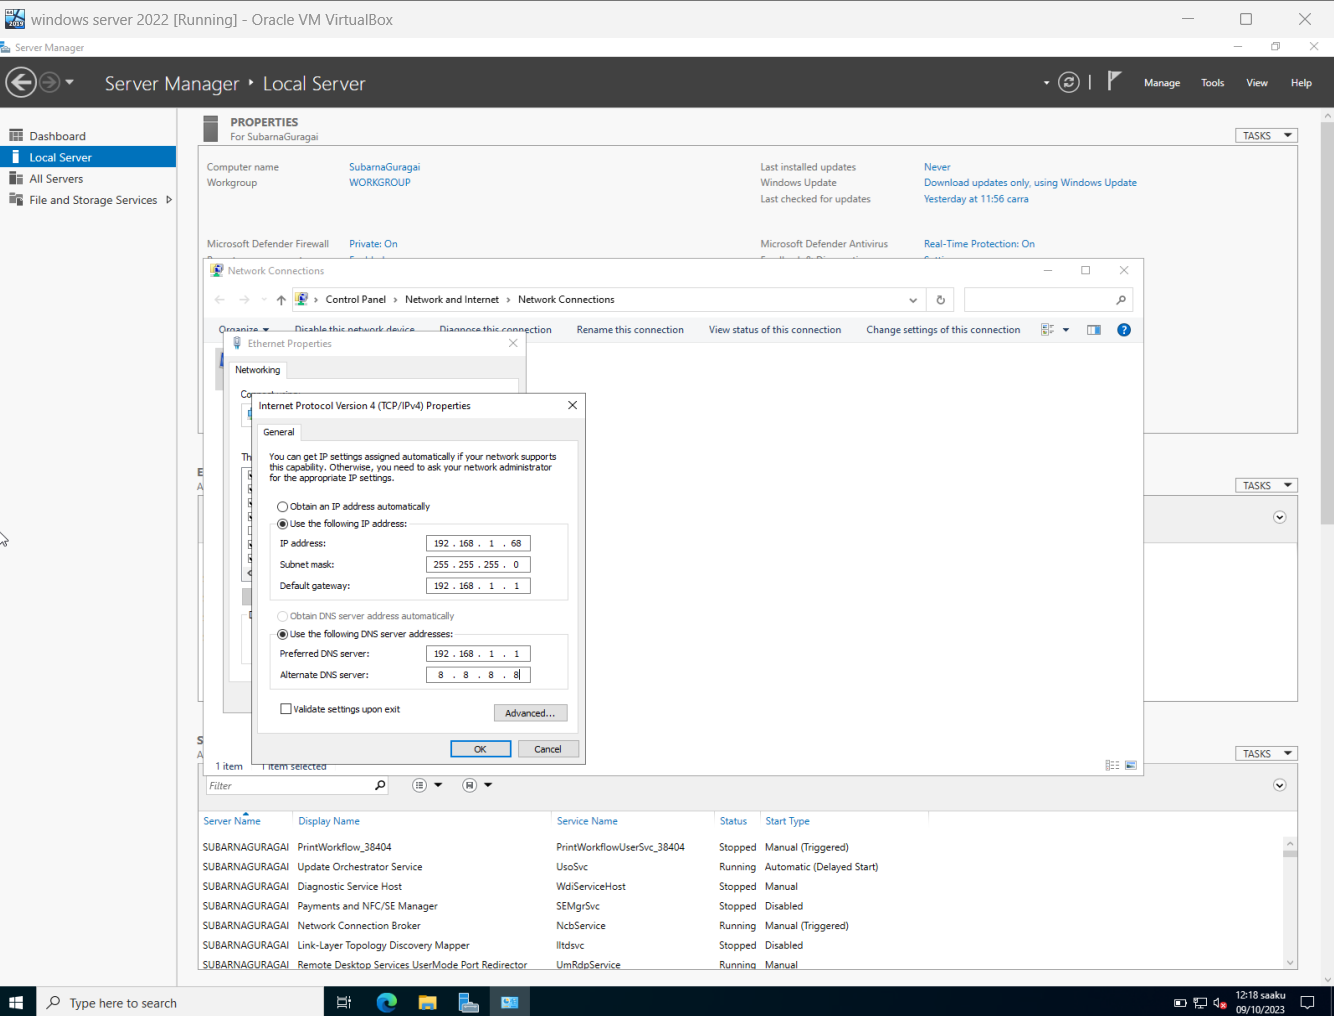 windows server 2022 [Running] - Oracle VM VirtualBox
Server Manager
Server Manager
Local Server
Manage
Tools
View
Help
Dashboard
Local Server
All Servers
File and Storage Services
PROPERTIES
For SubarnaGuragai
TASKS
Computer name
SubarnaGuragai
Workgroup
WORKGROUP
Last installed updates
Never
Windows Update
Download updates only, using Windows Update
Last checked for updates
Yesterday at 11:56 carra
Microsoft Defender Firewall
Private: On
Microsoft Defender Antivirus
Real-Time Protection: On
Network Connections
Control Panel
Network and Internet
Network Connections
Organize
Disable this network device
Diagnose this connection
Rename this connection
View status of this connection
Change settings of this connection
Ethernet Properties
Networking
Internet Protocol Version 4 (TCP/IPv4) Properties
General
You can get IP settings assigned automatically if your network supports
this capability. Otherwise, you need to ask your network administrator
for the appropriate IP settings.
Obtain an IP address automatically
Use the following IP address:
IP address:
192 . 168 . 1 . 68
Subnet mask:
255 . 255 . 255 . 0
Default gateway:
192 . 168 . 1 . 1
Obtain DNS server address automatically
Use the following DNS server addresses:
Preferred DNS server:
192 . 168 . 1 . 1
Alternate DNS server:
8 . 8 . 8 . 8
Validate settings upon exit
Advanced...
OK
Cancel
TASKS
1 item
1 item selected
TASKS
Filter
Server Name
Display Name
Service Name
Status
Start Type
SUBARNAGURAGAI PrintWorkflow_38404 PrintWorkflowUserSvc_38404 Stopped Manual (Triggered)
SUBARNAGURAGAI Update Orchestrator Service UsoSvc Running Automatic (Delayed Start)
SUBARNAGURAGAI Diagnostic Service Host WdiServiceHost Stopped Manual
SUBARNAGURAGAI Payments and NFC/SE Manager SEMgrSvc Stopped Disabled
SUBARNAGURAGAI Network Connection Broker NcbService Running Manual (Triggered)
SUBARNAGURAGAI Link-Layer Topology Discovery Mapper lltdsvc Stopped Disabled
SUBARNAGURAGAI Remote Desktop Services UserMode Port Redirector UmRdpService Running Manual
Type here to search
12:18 saaku
09/10/2023